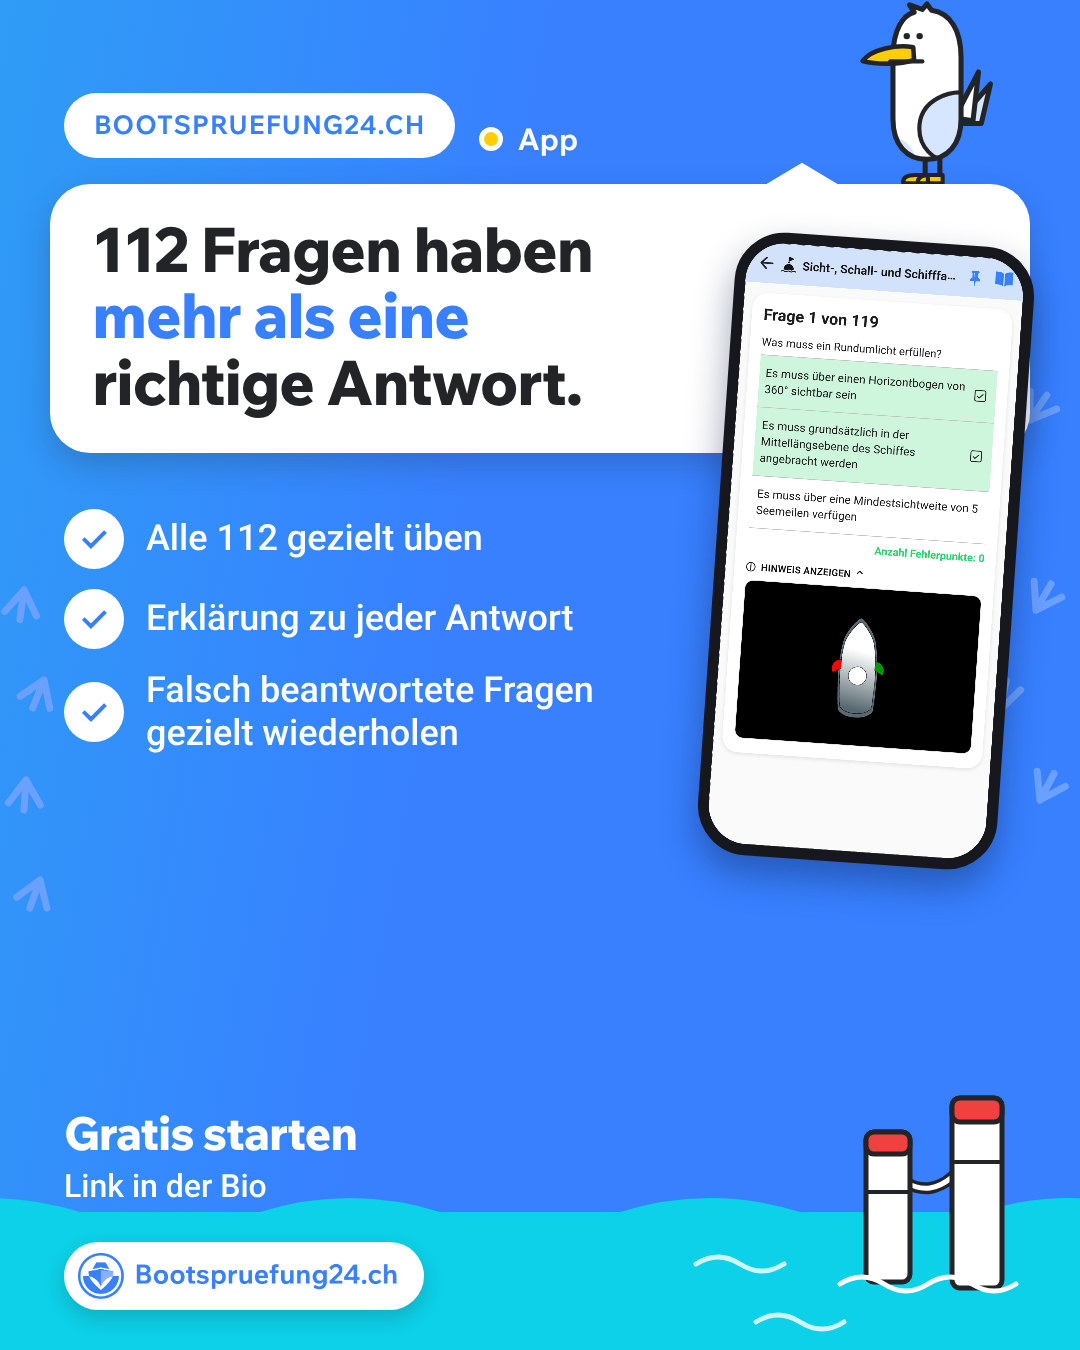 BOOTSPRUEFUNG24.CH
App
112 Fragen haben
mehr als eine
richtige Antwort.
Alle 112 gezielt üben
Erklärung zu jeder Antwort
Falsch beantwortete Fragen
gezielt wiederholen
Sicht-, Schall- und Schifffa...
Frage 1 von 119
Was muss ein Rundumlicht erfüllen?
Es muss über einen Horizontbogen von
360° sichtbar sein
Es muss grundsätzlich in der
Mittellängsebene des Schiffes
angebracht werden
Es muss über eine Mindestsichtweite von 5
Seemeilen verfügen
Anzahl Fehlerpunkte: 0
HINWEIS ANZEIGEN
Gratis starten
Link in der Bio
Bootspruefung24.ch